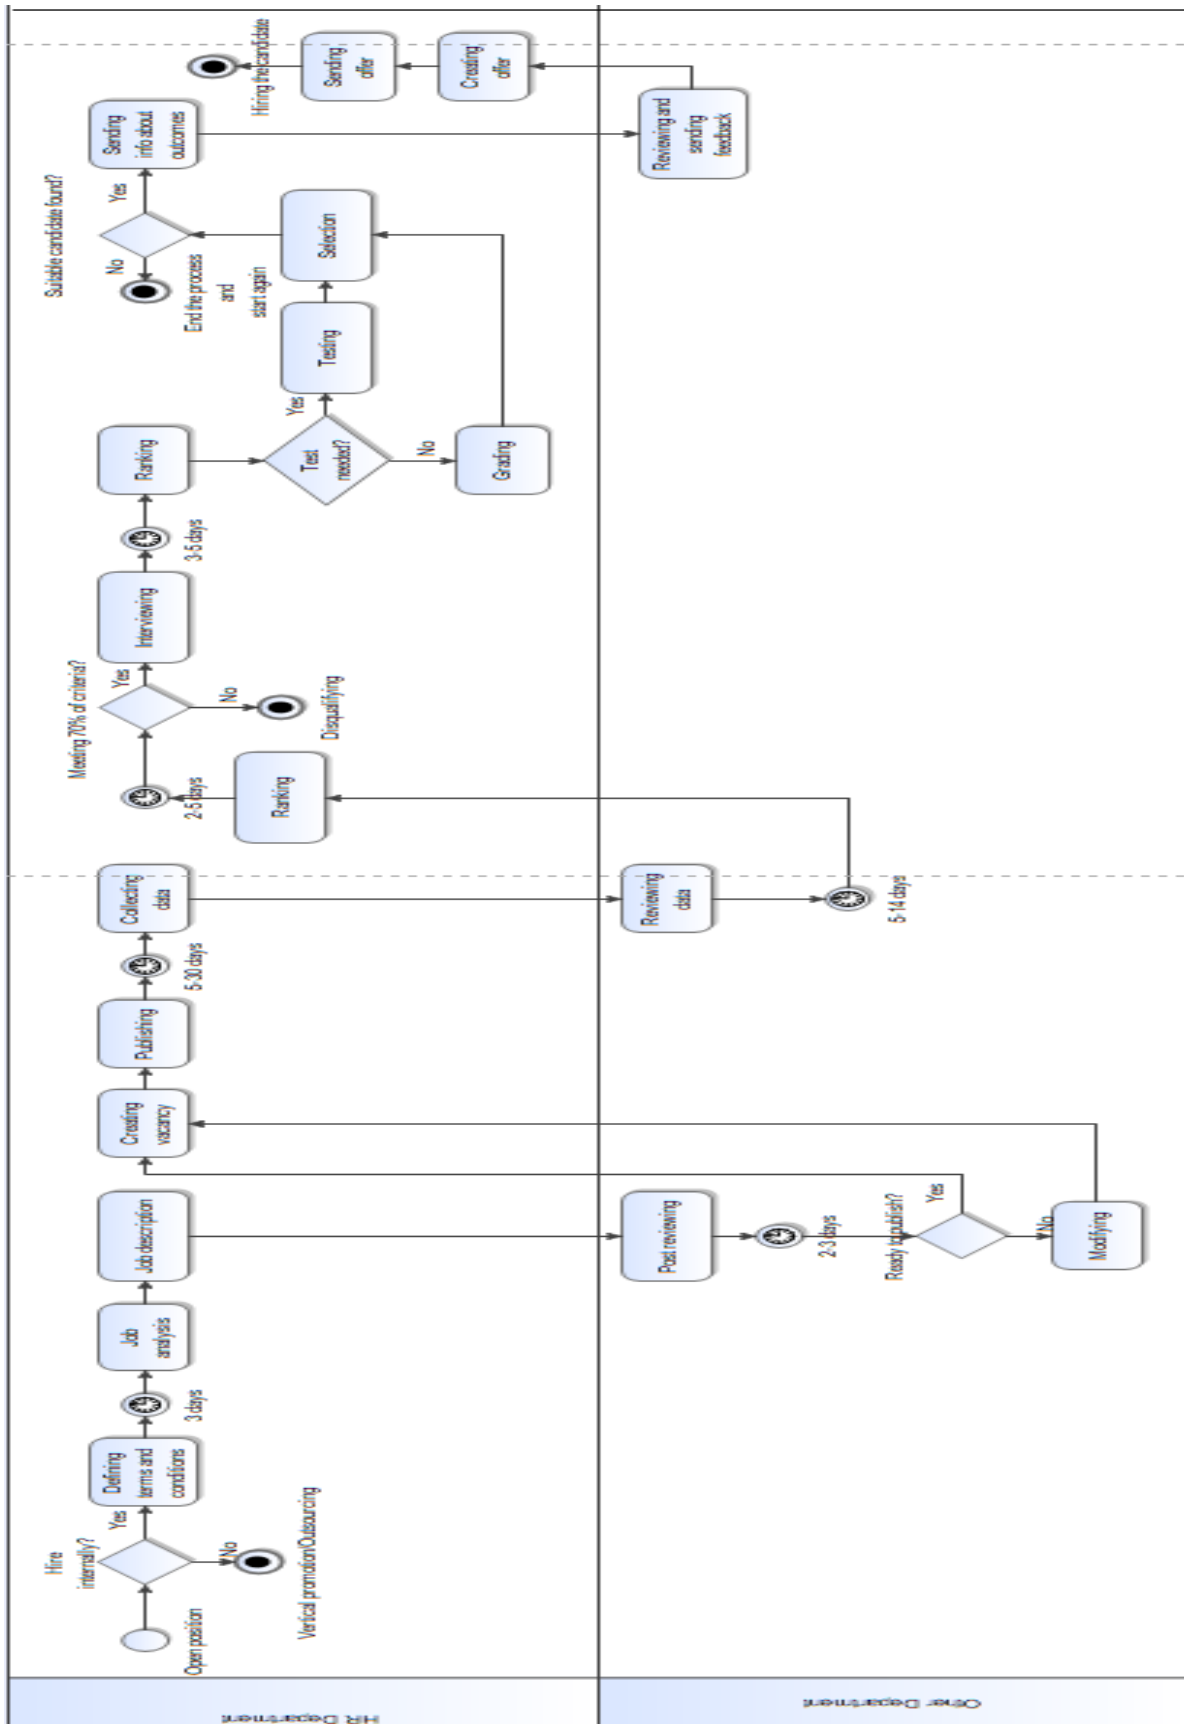 HR Department
Other Department
Open position
Hire
internally?
No
Vertical promotion/Outsourcing
Yes
Defining
terms and
conditions
3 days
Job
analysis
Job description
Past reviewing
2-3 days
Ready to publish?
Yes
No
Modifying
Creating
vacancy
Publishing
5-30 days
Collecting
data
Reviewing
data
5-14 days
Ranking
2-5 days
Meeting 70% of criteria?
No
Disqualifying
Yes
Interviewing
3-5 days
Ranking
Test
needed?
Yes
No
Testing
Grading
Selection
Suitable candidate found?
No
End the process
and
start again
Yes
Sending
info about
outcomes
Reviewing and
sending
feedback
Creating
offer
Sending
offer
Hiring the candidate